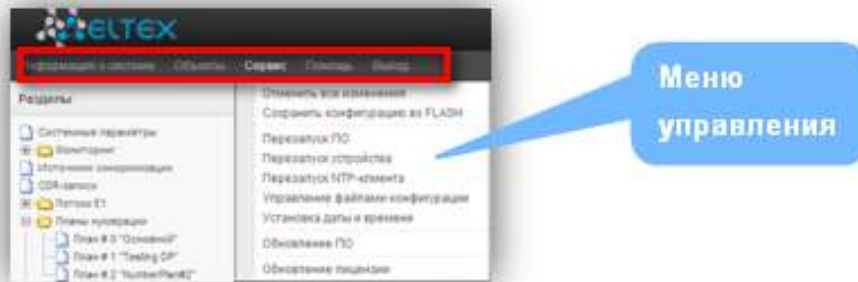 ELTEX
Информация о системе Объекты Сервис Помощь Выход
Разделы
Системные параметры
Мониторинг
Источники синхронизации
CDR-записи
Потоки E1
Планы нумерации
План # 0 "Основной"
План # 1 "Testing DP"
План # 2 "NumberPlan#2"
Отменить все изменения
Сохранить конфигурацию во FLASH
Перезапуск ПО
Перезапуск устройства
Перезапуск NTP-клиента
Управление файлами конфигурации
Установка даты и времени
Обновление ПО
Обновление лицензии
Меню
управления